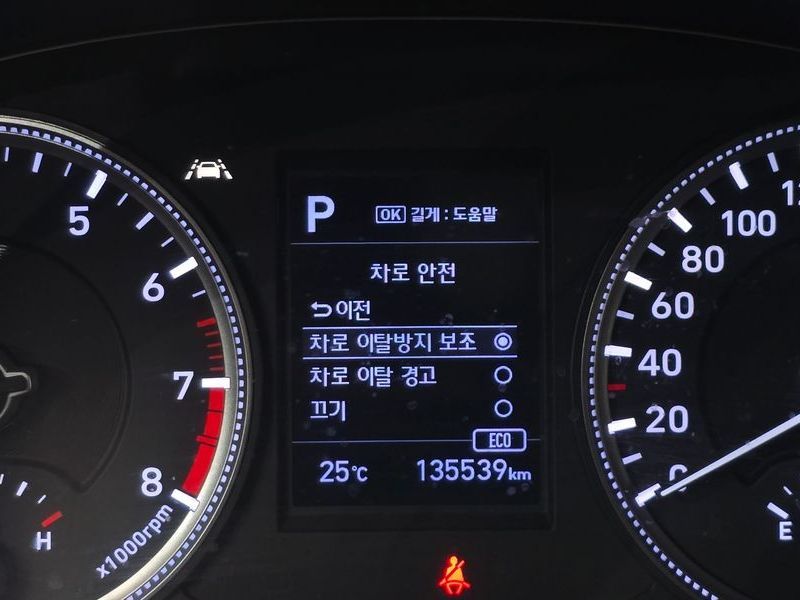 P OK 길게 : 도움말
차로 안전
이전
차로 이탈방지 보조
차로 이탈 경고
끄기
ECO
25℃ 135539km
5
6
7
8
x1000rpm
H
100
80
60
40
20
0
E